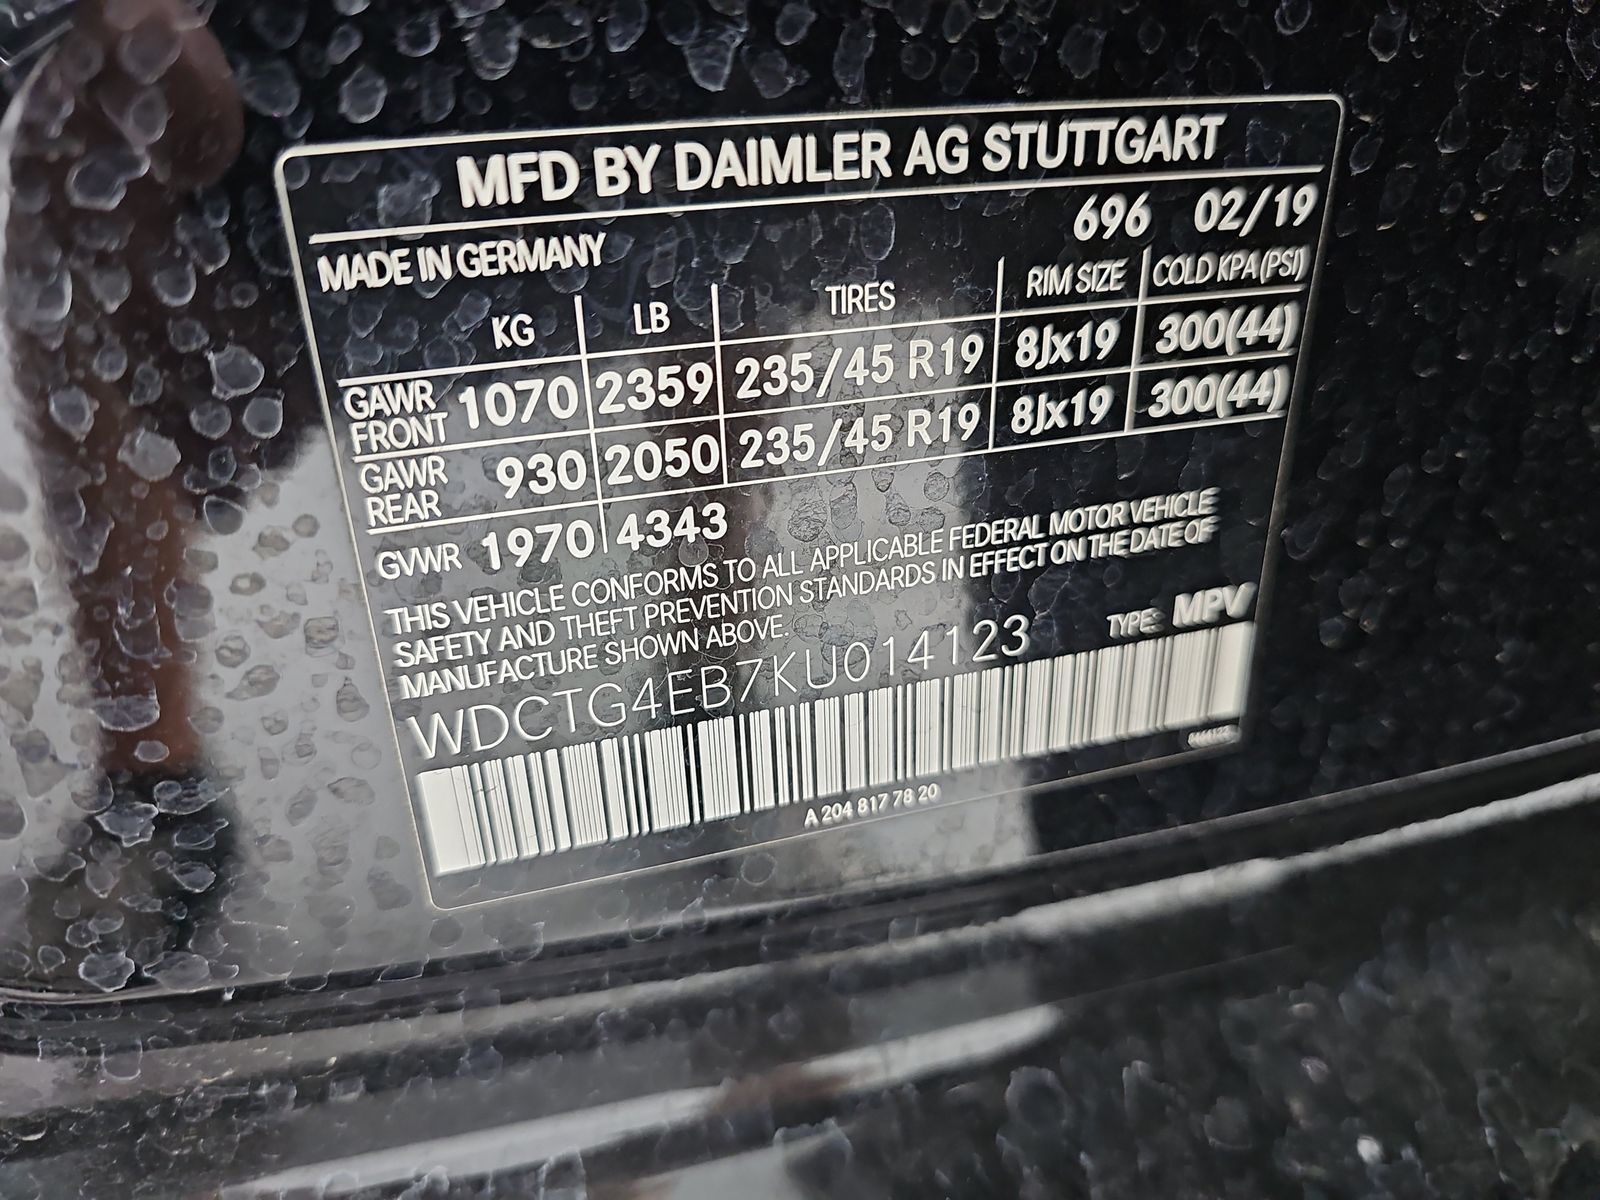 MFD BY DAIMLER AG STUTTGART
696 02/19
MADE IN GERMANY
KG LB TIRES RIM SIZE COLD KPA(PSI)
GAWR FRONT 1070 2359 235/45 R19 8Jx19 300(44)
GAWR REAR 930 2050 235/45 R19 8Jx19 300(44)
GVWR 1970 4343
THIS VEHICLE CONFORMS TO ALL APPLICABLE FEDERAL MOTOR VEHICLE
SAFETY AND THEFT PREVENTION STANDARDS IN EFFECT ON THE DATE OF
MANUFACTURE SHOWN ABOVE.
TYPE: MPV
WDCTG4EB7KU014123
A 204 817 78 20